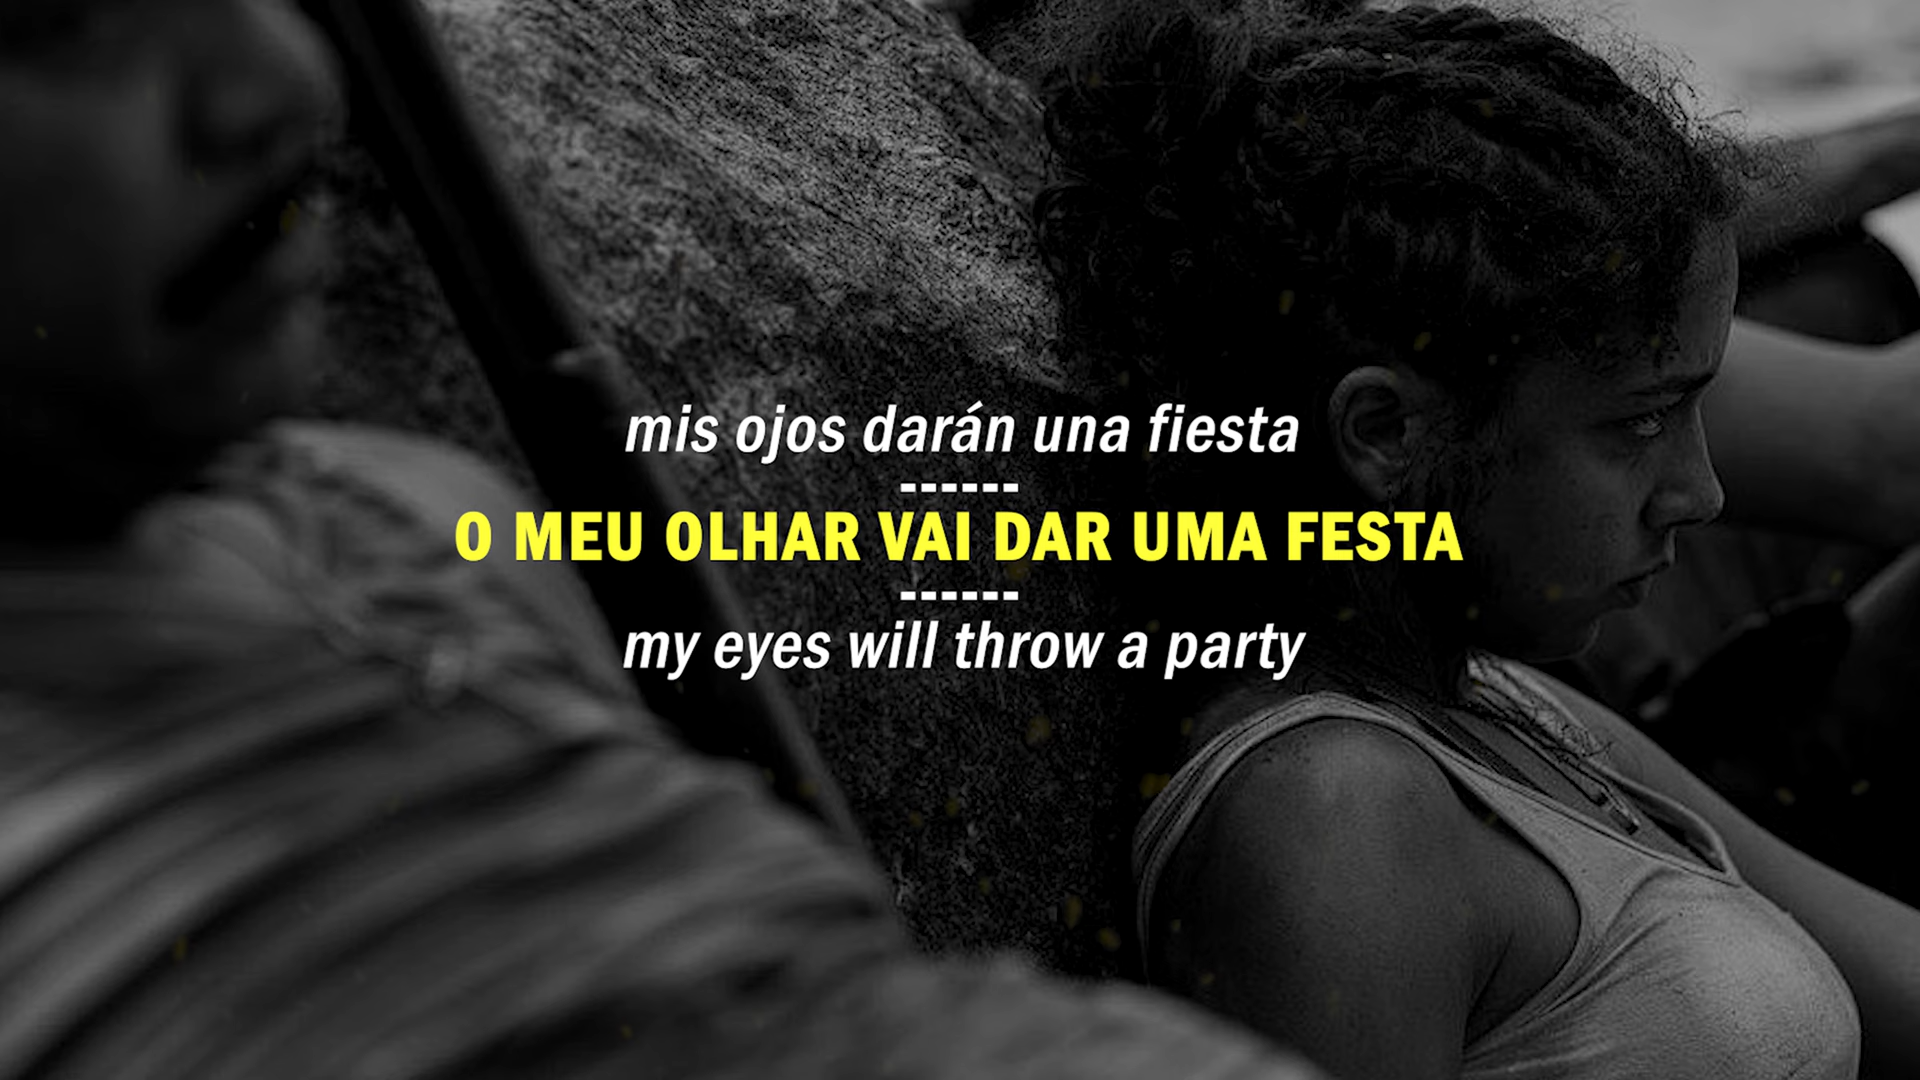 mis ojos darán una fiesta
------
O MEU OLHAR VAI DAR UMA FESTA
------
my eyes will throw a party